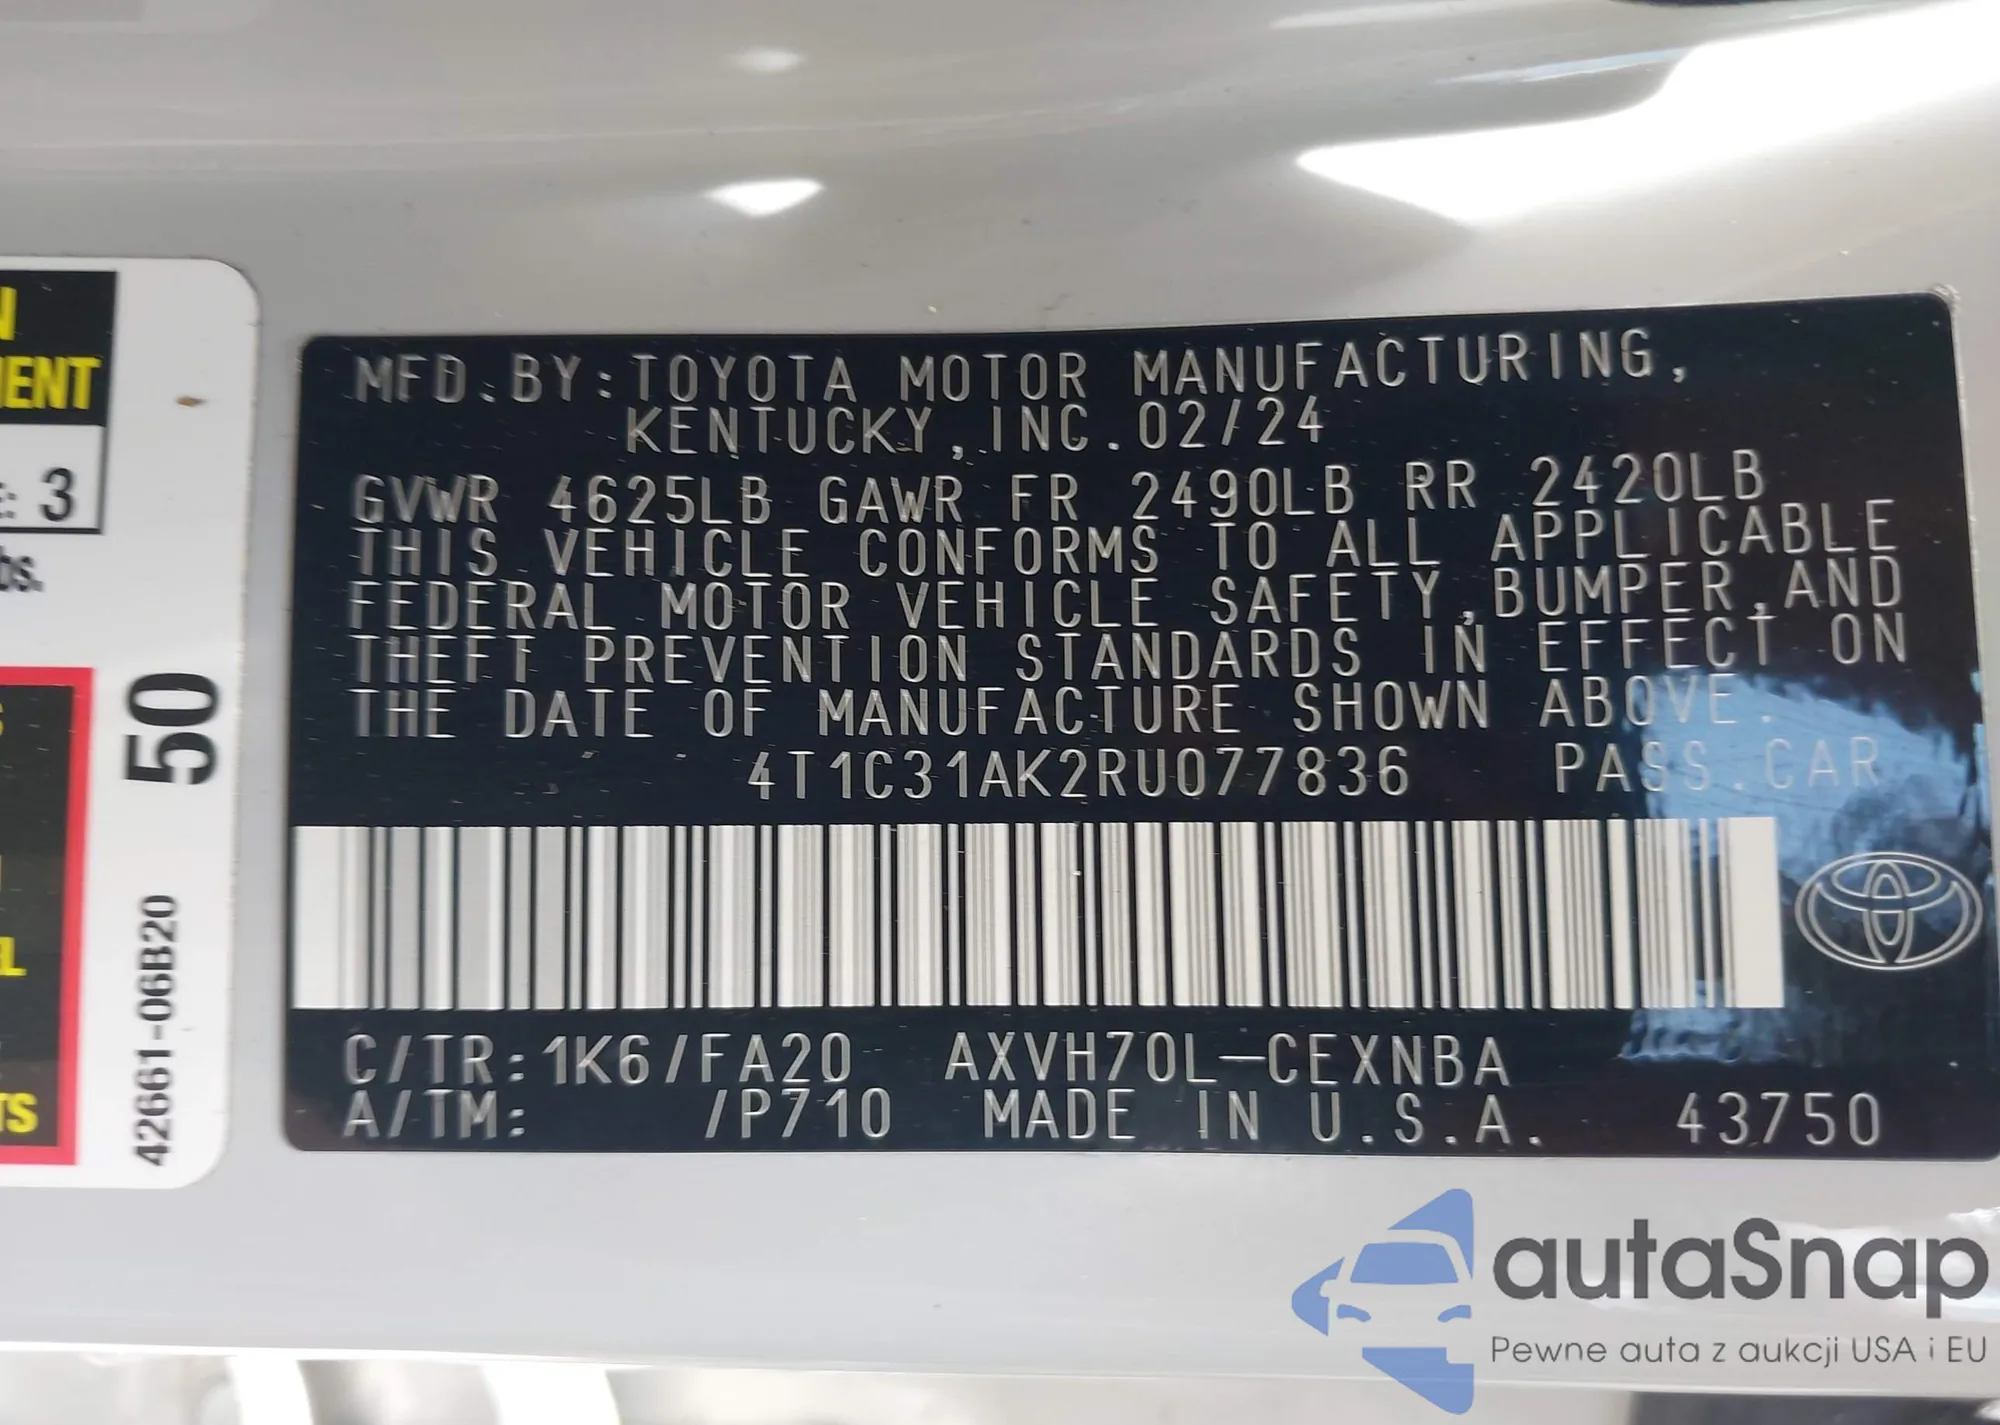 MFD.BY:TOYOTA MOTOR MANUFACTURING,
KENTUCKY,INC.02/24
GVWR 4625LB GAWR FR 2490LB RR 2420LB
THIS VEHICLE CONFORMS TO ALL APPLICABLE
FEDERAL MOTOR VEHICLE SAFETY,BUMPER,AND
THEFT PREVENTION STANDARDS IN EFFECT ON
THE DATE OF MANUFACTURE SHOWN ABOVE.
4T1C31AK2RU077836 PASS.CAR
C/TR:1K6/FA20 AXVH70L-CEXNBA
A/TM: /P710 MADE IN U.S.A. 43750
3
50
42661-06B20
autaSnap
Pewne auta z aukcji USA i EU